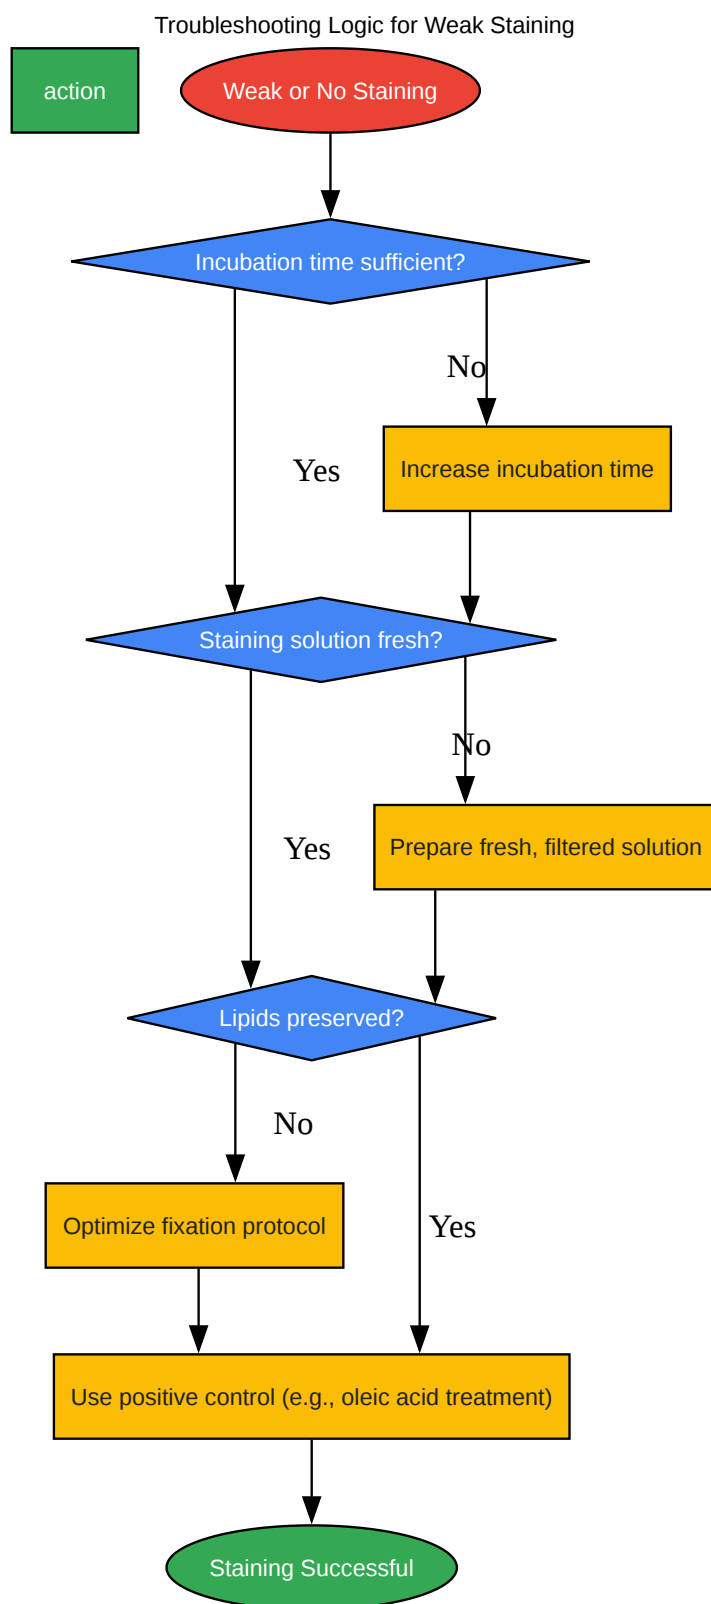 Troubleshooting Logic for Weak Staining
action
Weak or No Staining
Incubation time sufficient?
No
Yes
Increase incubation time
Staining solution fresh?
No
Yes
Prepare fresh, filtered solution
Lipids preserved?
No
Optimize fixation protocol
Yes
Use positive control (e.g., oleic acid treatment)
Staining Successful